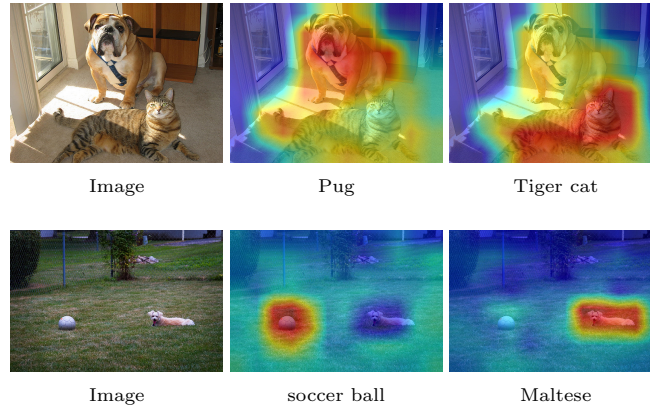 Image
Pug
Tiger cat
Image
soccer ball
Maltese